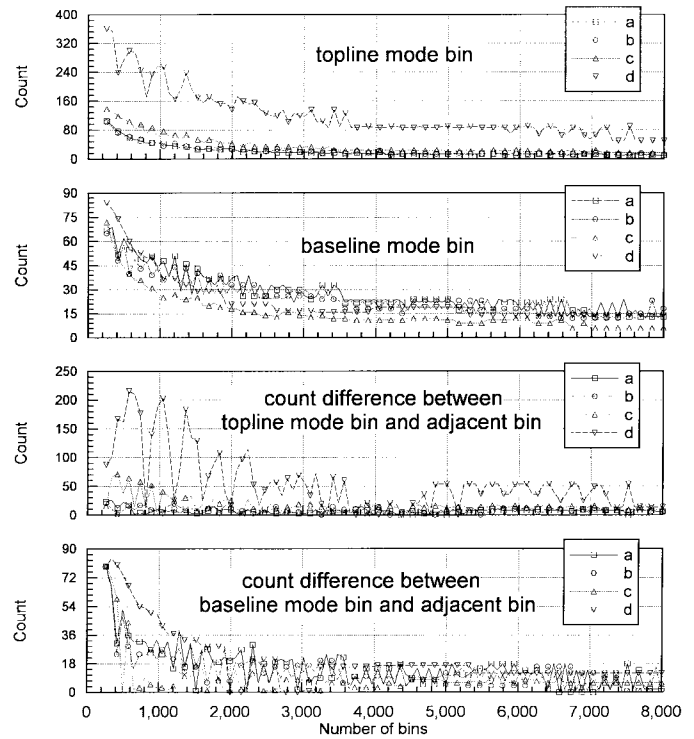 400
320
240
160
80
0
Count
topline mode bin
a
b
c
d
90
75
60
45
30
15
0
Count
baseline mode bin
a
b
c
d
250
200
150
100
50
0
Count
count difference between
topline mode bin and adjacent bin
a
b
c
d
90
72
54
36
18
0
Count
count difference between
baseline mode bin and adjacent bin
a
b
c
d
0 1,000 2,000 3,000 4,000 5,000 6,000 7,000 8,000
Number of bins